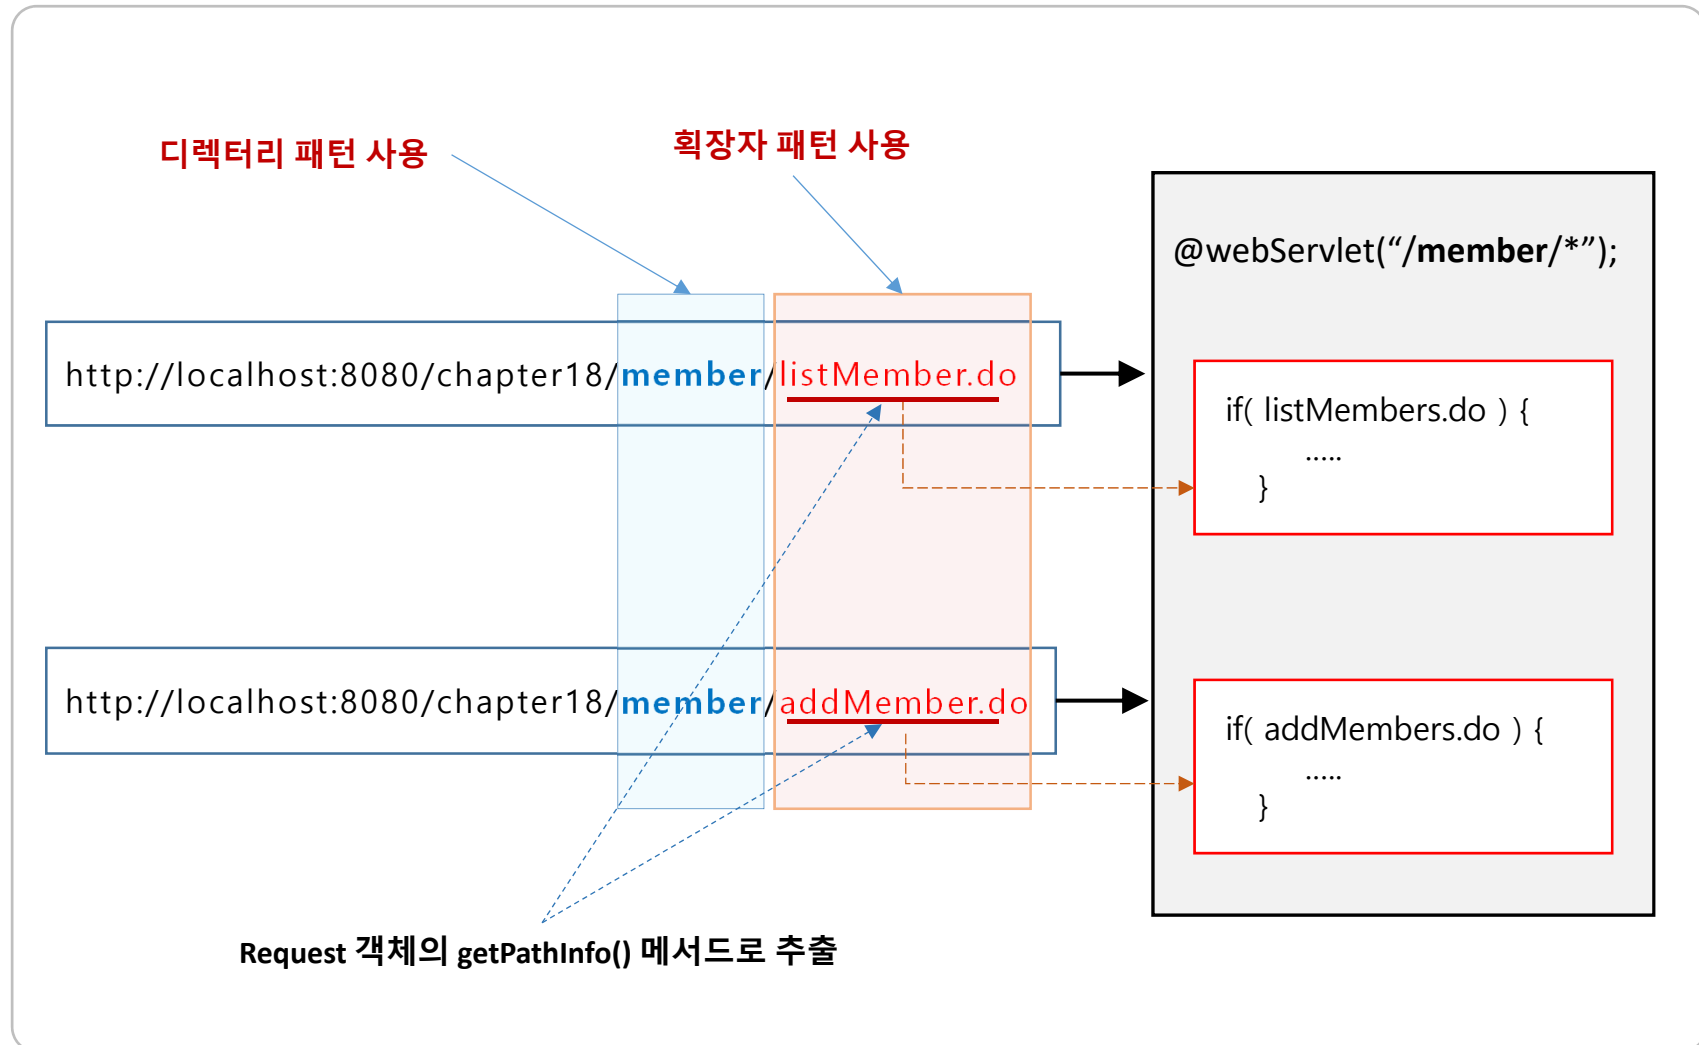 디렉터리 패턴 사용
획장자 패턴 사용
@webServlet(“/member/*”);
http://localhost:8080/chapter18/member/listMember.do
if( listMembers.do ) {
.....
}
http://localhost:8080/chapter18/member/addMember.do
if( addMembers.do ) {
.....
}
Request 객체의 getPathInfo() 메서드로 추출